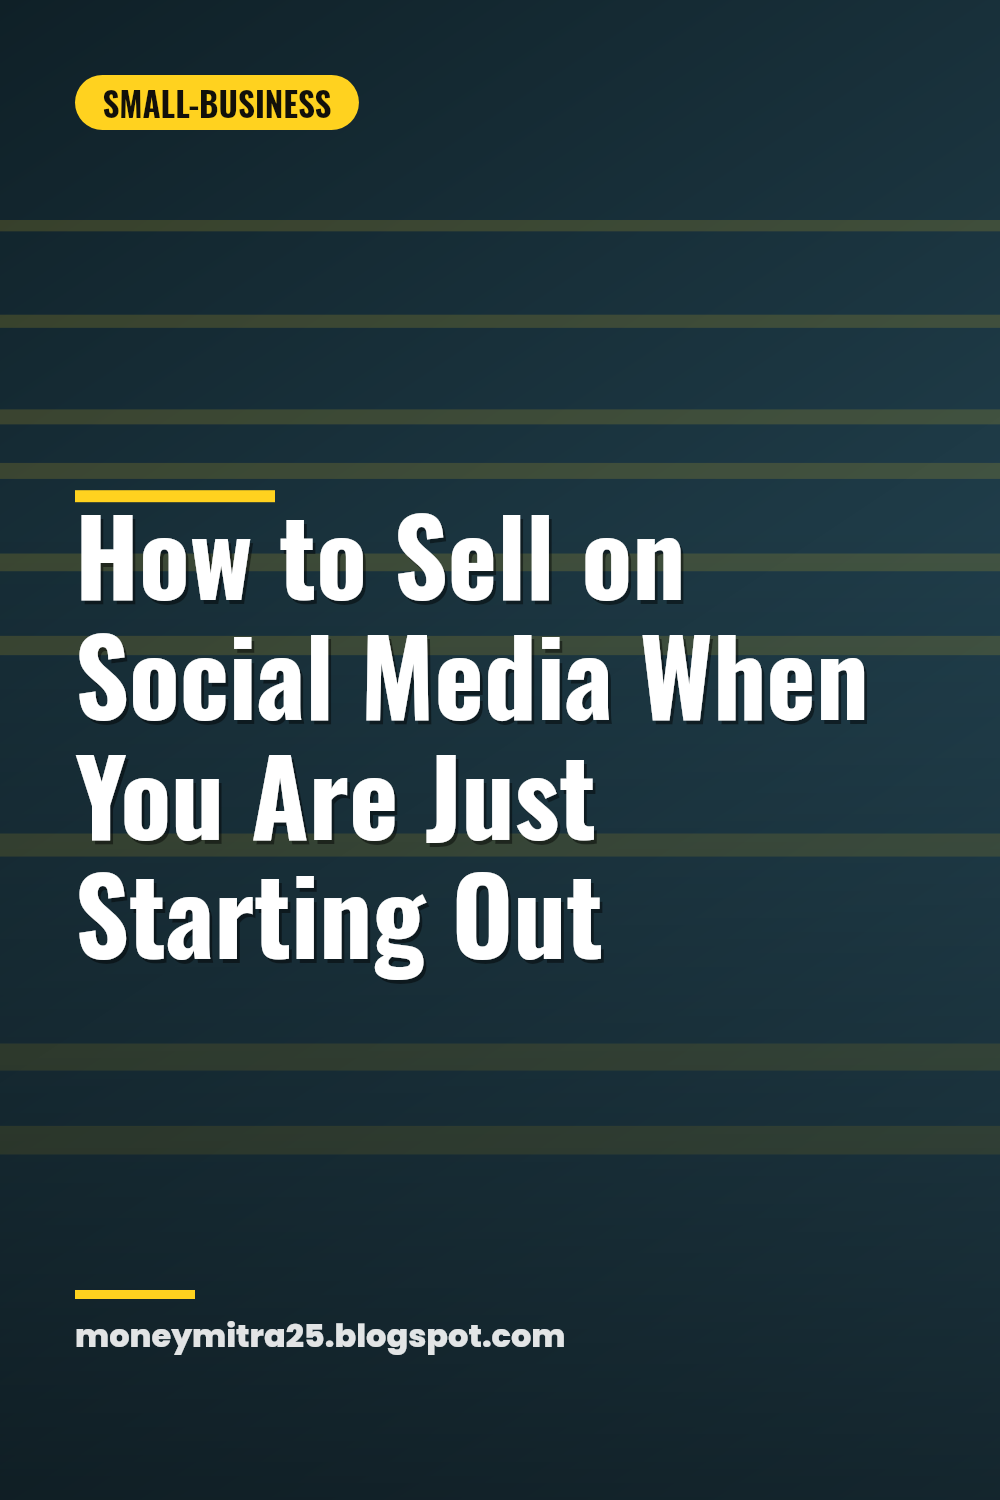 SMALL-BUSINESS
How to Sell on
Social Media When
You Are Just
Starting Out
moneymitra25.blogspot.com